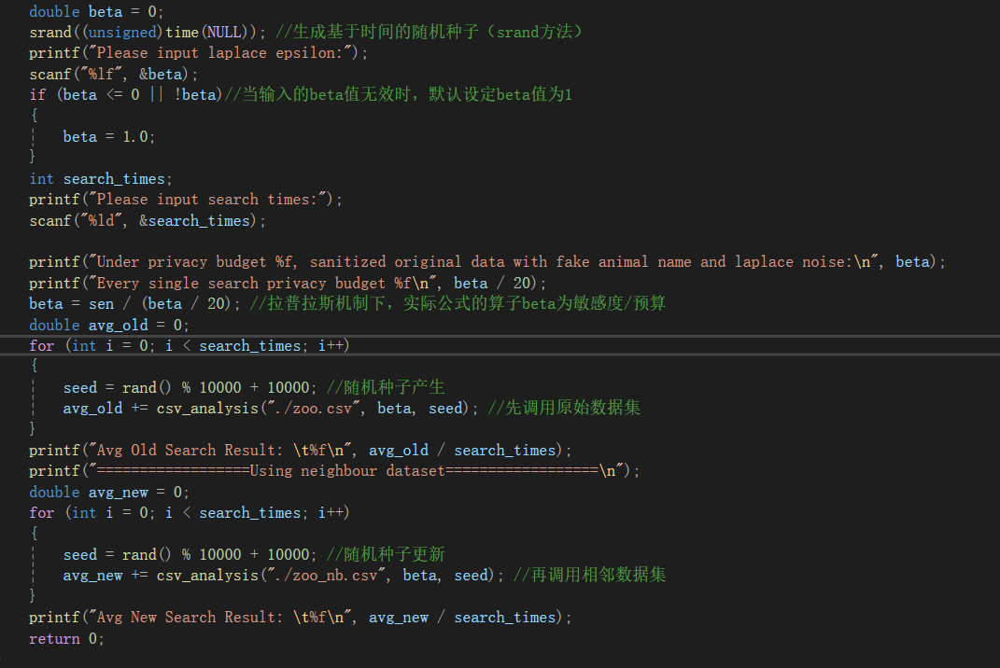 double beta = 0;
srand((unsigned)time(NULL)); //生成基于时间的随机种子（srand方法）
printf("Please input laplace epsilon:");
scanf("%lf", &beta);
if (beta <= 0 || !beta)//当输入的beta值无效时，默认设定beta值为1
{
beta = 1.0;
}
int search_times;
printf("Please input search times:");
scanf("%ld", &search_times);
printf("Under privacy budget %f, sanitized original data with fake animal name and laplace noise:\n", beta);
printf("Every single search privacy budget %f\n", beta / 20);
beta = sen / (beta / 20); //拉普拉斯机制下，实际公式的算子beta为敏感度/预算
double avg_old = 0;
for (int i = 0; i < search_times; i++)
{
seed = rand() % 10000 + 10000; //随机种子产生
avg_old += csv_analysis("./zoo.csv", beta, seed); //先调用原始数据集
}
printf("Avg Old Search Result: \t%f\n", avg_old / search_times);
printf("==================Using neighbour dataset==================\n");
double avg_new = 0;
for (int i = 0; i < search_times; i++)
{
seed = rand() % 10000 + 10000; //随机种子更新
avg_new += csv_analysis("./zoo_nb.csv", beta, seed); //再调用相邻数据集
}
printf("Avg New Search Result: \t%f\n", avg_new / search_times);
return 0;